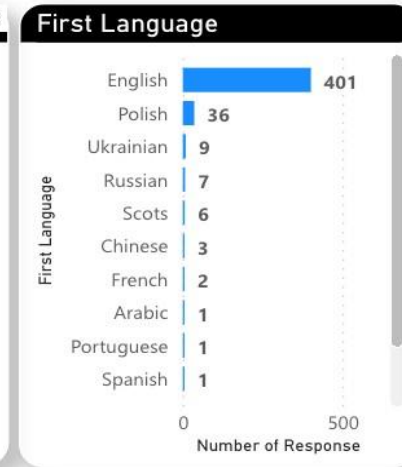 First Language
English 401
Polish 36
Ukrainian 9
Russian 7
Scots 6
Chinese 3
French 2
Arabic 1
Portuguese 1
Spanish 1
First Language
0 500
Number of Response